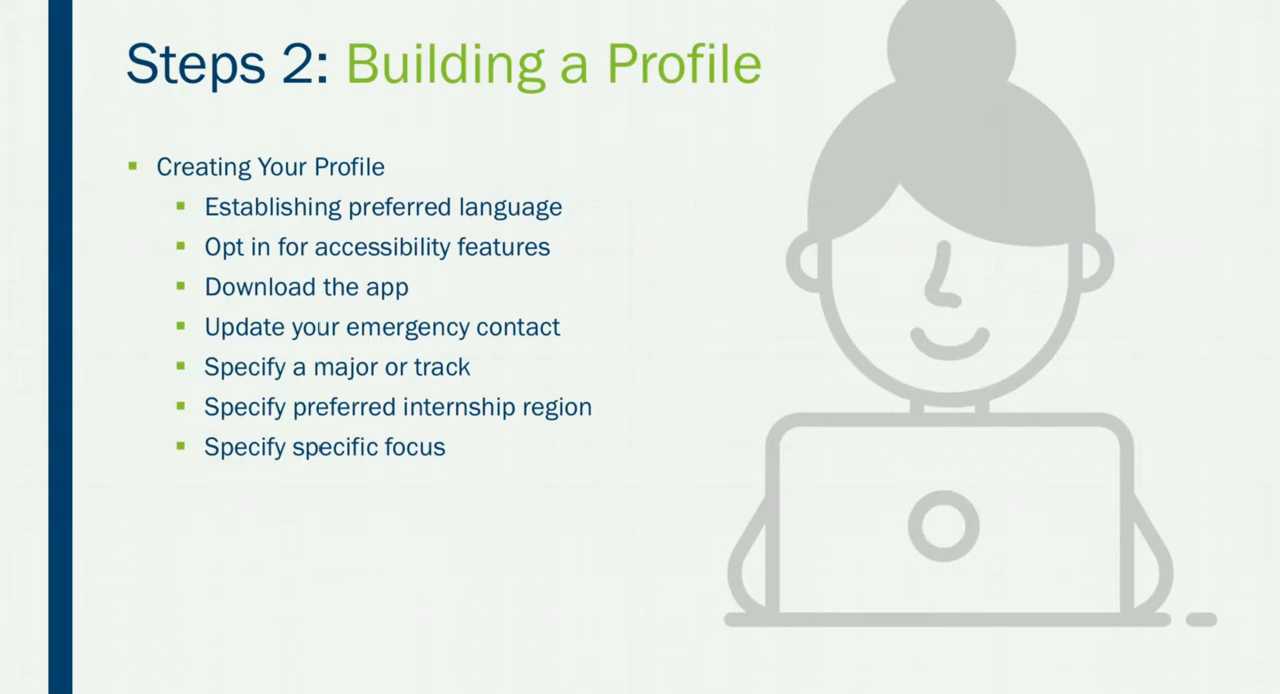 Steps 2: Building a Profile
Creating Your Profile
Establishing preferred language
Opt in for accessibility features
Download the app
Update your emergency contact
Specify a major or track
Specify preferred internship region
Specify specific focus